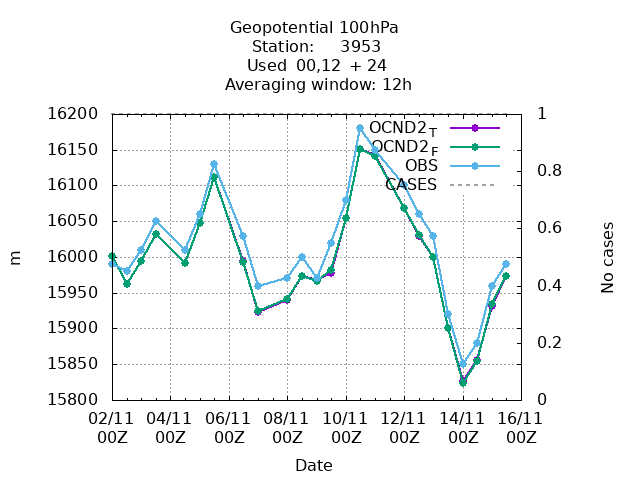 Geopotential 100hPa
Station: 3953
Used 00,12 + 24
Averaging window: 12h
16200
16150
16100
16050
16000
15950
15900
15850
15800
m
1
0.8
0.6
0.4
0.2
0
No cases
OCND2 T
OCND2 F
OBS
CASES
02/11 04/11 06/11 08/11 10/11 12/11 14/11 16/11
00Z 00Z 00Z 00Z 00Z 00Z 00Z 00Z
Date